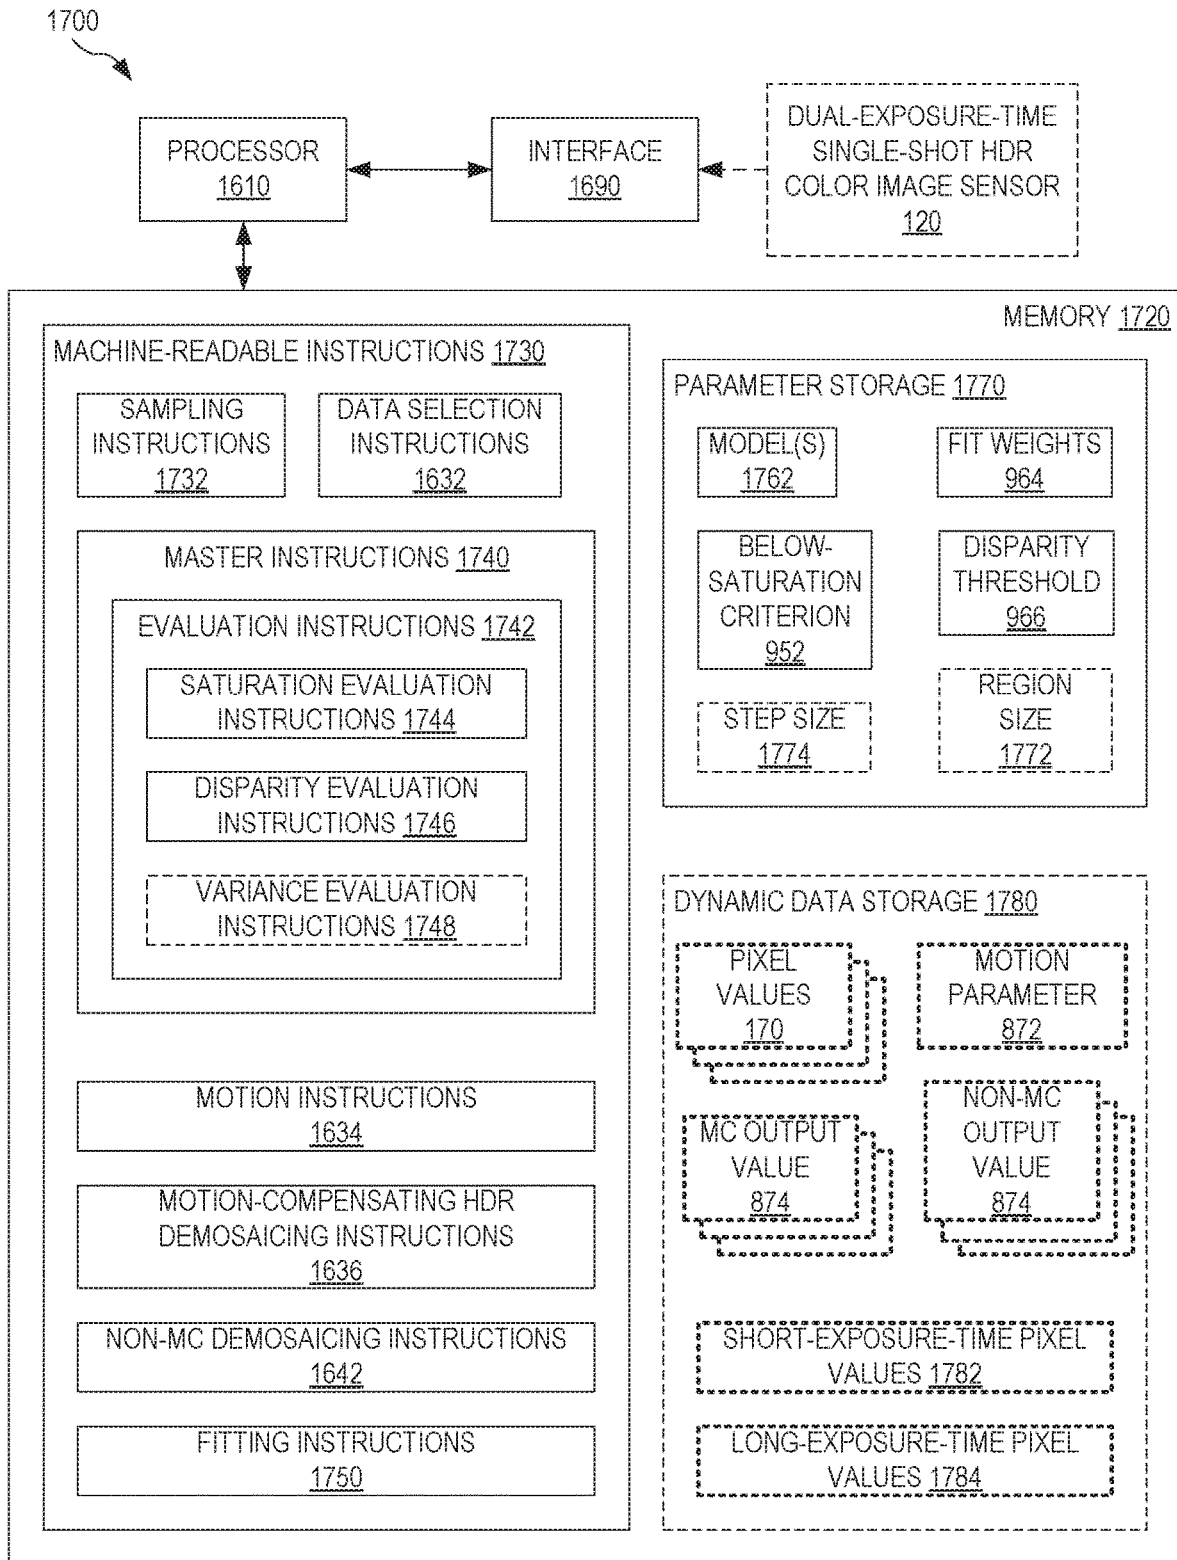 1700
PROCESSOR
1610
INTERFACE
1690
DUAL-EXPOSURE-TIME
SINGLE-SHOT HDR
COLOR IMAGE SENSOR
120
MEMORY 1720
MACHINE-READABLE INSTRUCTIONS 1730
SAMPLING
INSTRUCTIONS
1732
DATA SELECTION
INSTRUCTIONS
1632
MASTER INSTRUCTIONS 1740
EVALUATION INSTRUCTIONS 1742
SATURATION EVALUATION
INSTRUCTIONS 1744
DISPARITY EVALUATION
INSTRUCTIONS 1746
VARIANCE EVALUATION
INSTRUCTIONS 1748
MOTION INSTRUCTIONS
1634
MOTION-COMPENSATING HDR
DEMOSAICING INSTRUCTIONS
1636
NON-MC DEMOSAICING INSTRUCTIONS
1642
FITTING INSTRUCTIONS
1750
PARAMETER STORAGE 1770
MODEL(S)
1762
FIT WEIGHTS
964
BELOW-
SATURATION
CRITERION
952
DISPARITY
THRESHOLD
966
STEP SIZE
1774
REGION
SIZE
1772
DYNAMIC DATA STORAGE 1780
PIXEL
VALUES
170
MOTION
PARAMETER
872
MC OUTPUT
VALUE
874
NON-MC
OUTPUT
VALUE
874
SHORT-EXPOSURE-TIME PIXEL
VALUES 1782
LONG-EXPOSURE-TIME PIXEL
VALUES 1784